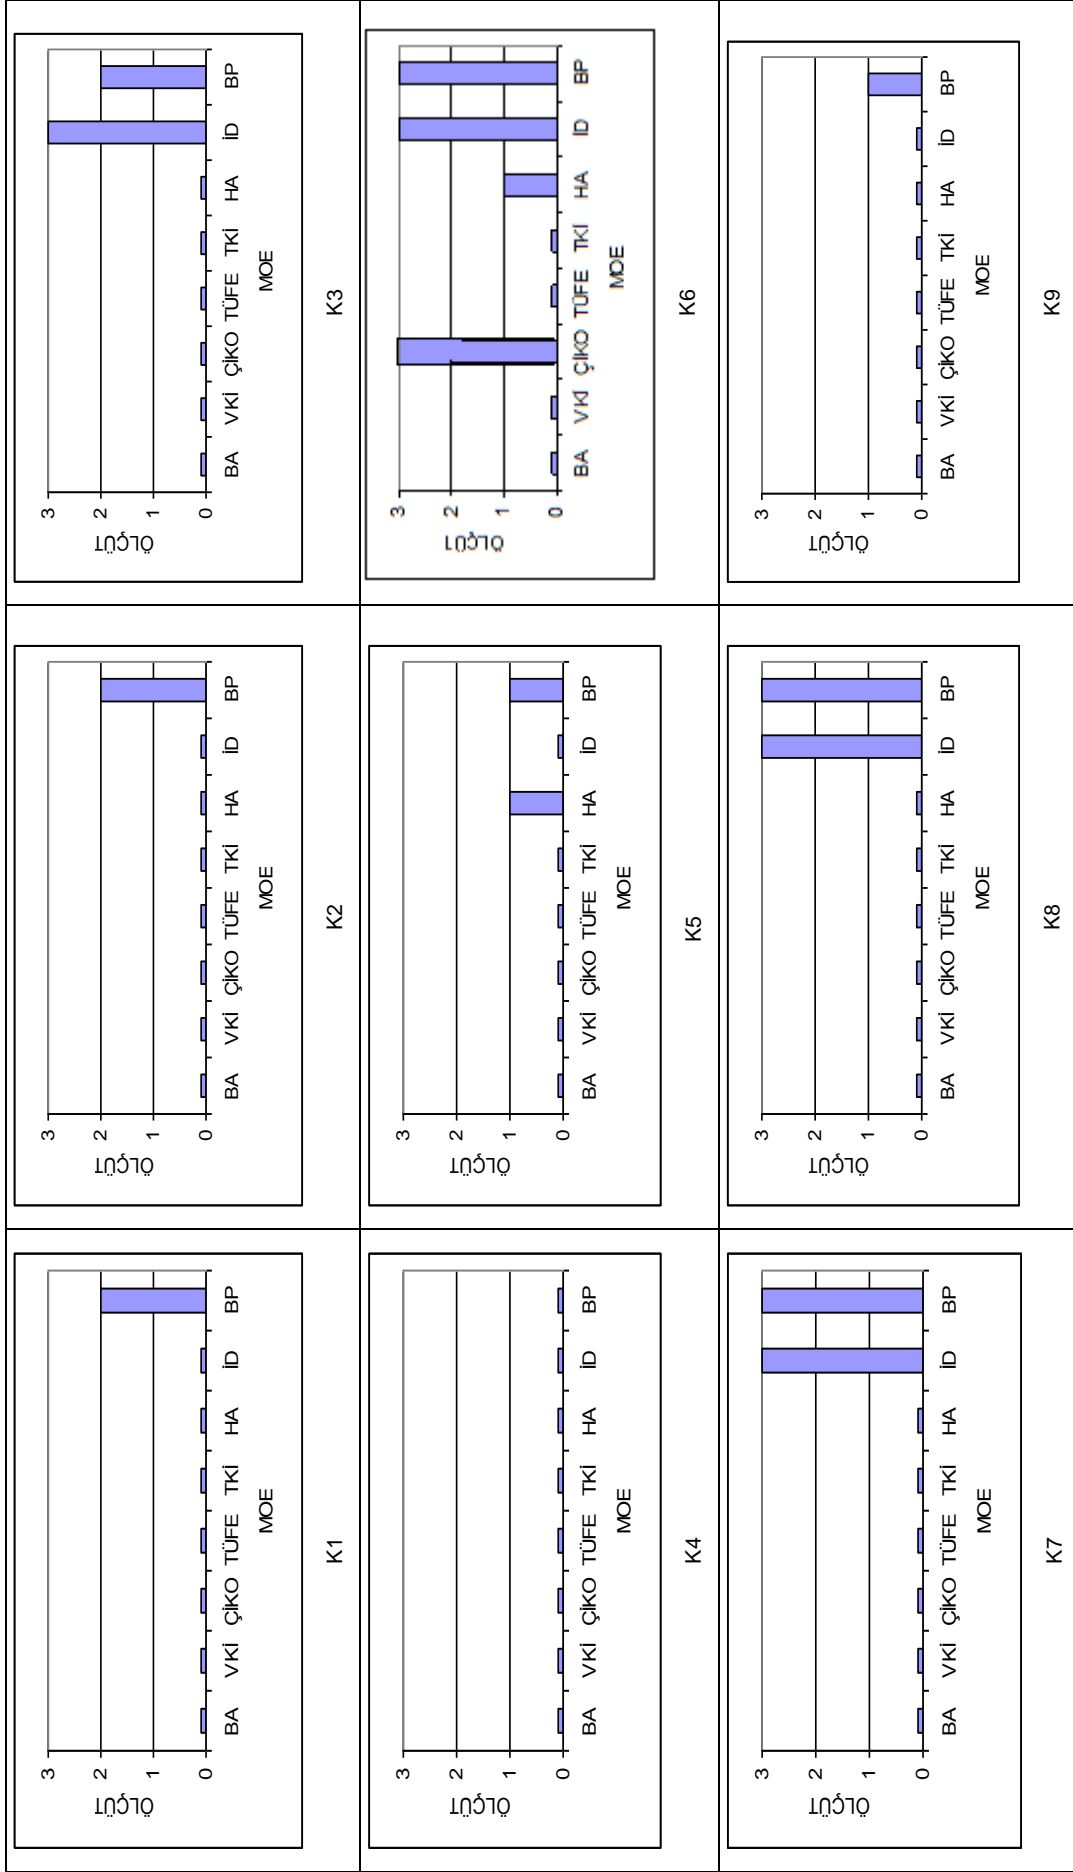 3
2
1
0
ÖLÇÜT
BA VKİ ÇİKO TÜFE TKİ HA İD BP
MOE
K1
3
2
1
0
ÖLÇÜT
BA VKİ ÇİKO TÜFE TKİ HA İD BP
MOE
K2
3
2
1
0
ÖLÇÜT
BA VKİ ÇİKO TÜFE TKİ HA İD BP
MOE
K3
3
2
1
0
ÖLÇÜT
BA VKİ ÇİKO TÜFE TKİ HA İD BP
MOE
K4
3
2
1
0
ÖLÇÜT
BA VKİ ÇİKO TÜFE TKİ HA İD BP
MOE
K5
3
2
1
0
ÖLÇÜT
BA VKİ ÇİKO TÜFE TKİ HA İD BP
MOE
K6
3
2
1
0
ÖLÇÜT
BA VKİ ÇİKO TÜFE TKİ HA İD BP
MOE
K7
3
2
1
0
ÖLÇÜT
BA VKİ ÇİKO TÜFE TKİ HA İD BP
MOE
K8
3
2
1
0
ÖLÇÜT
BA VKİ ÇİKO TÜFE TKİ HA İD BP
MOE
K9